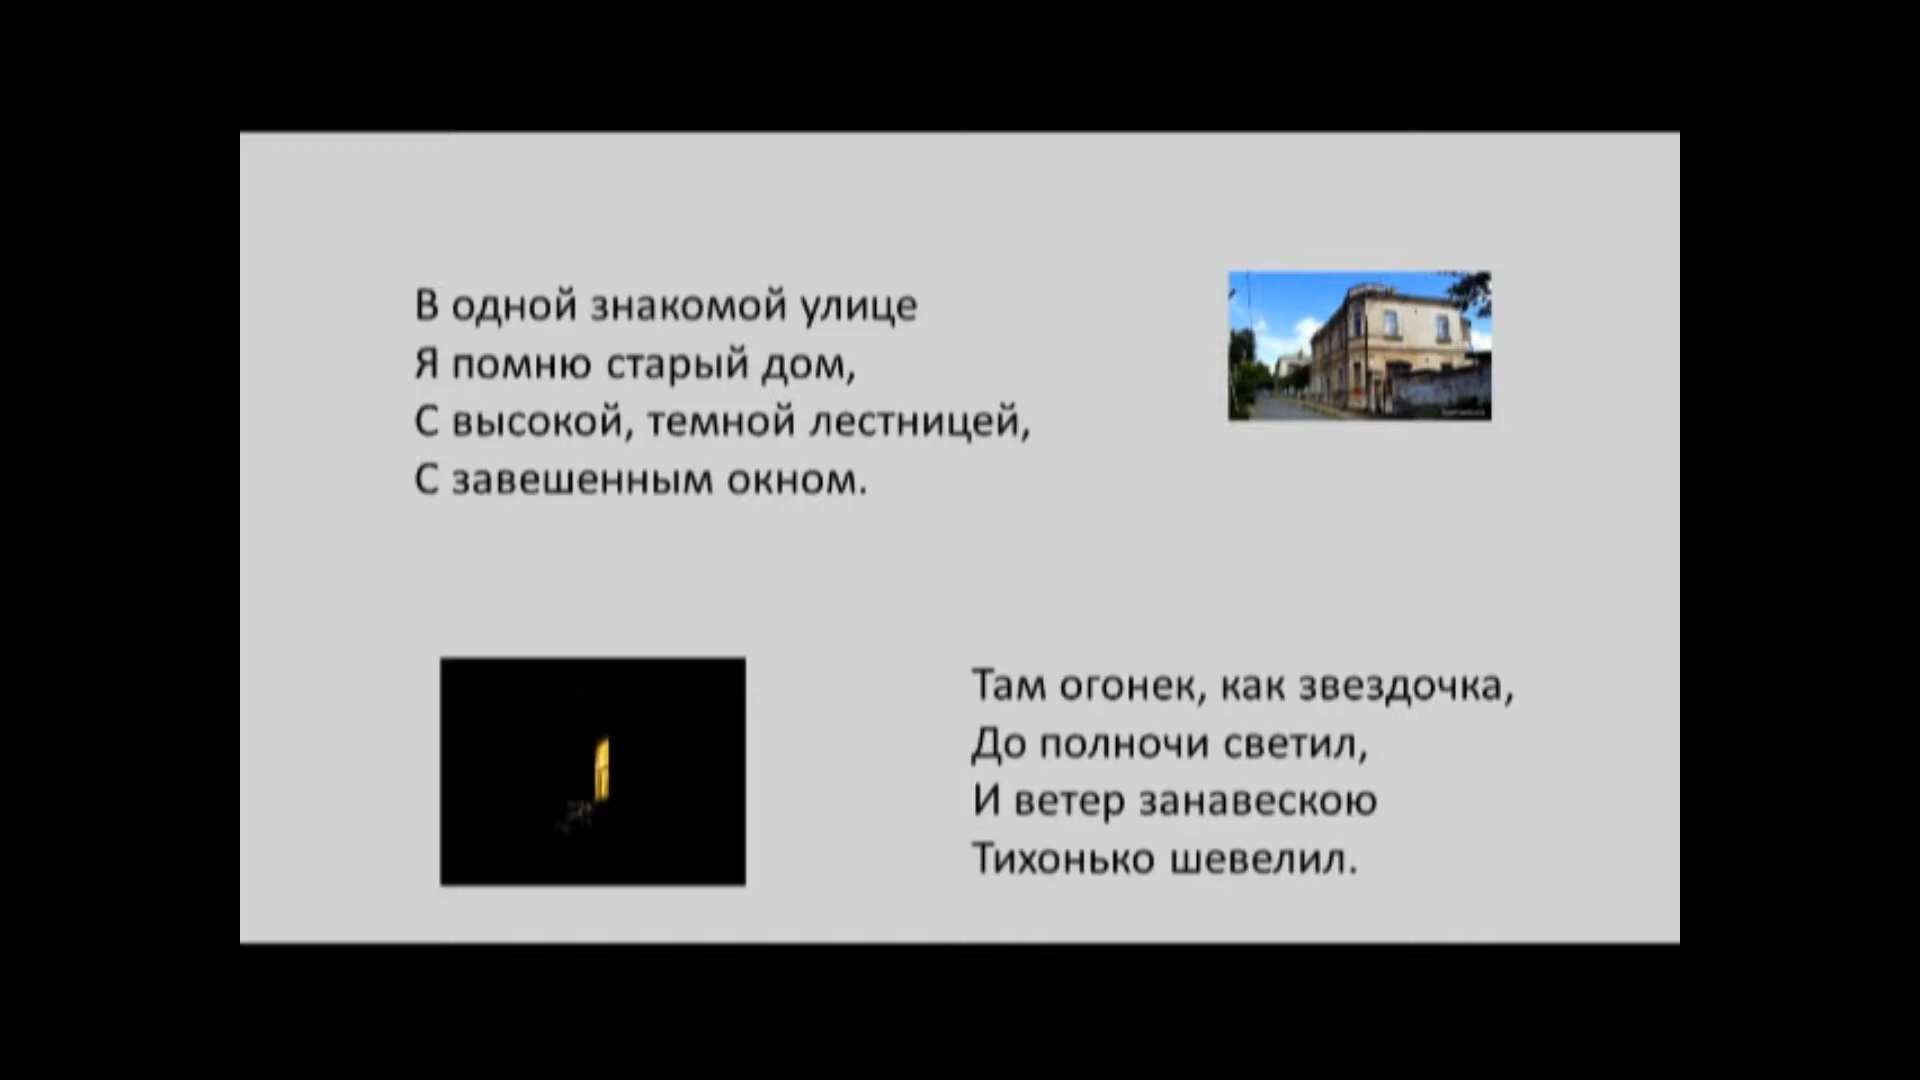 В одной знакомой улице
Я помню старый дом,
С высокой, темной лестницей,
С завешенным окном.
Там огонек, как звездочка,
До полночи светил,
И ветер занавескою
Тихонько шевелил.